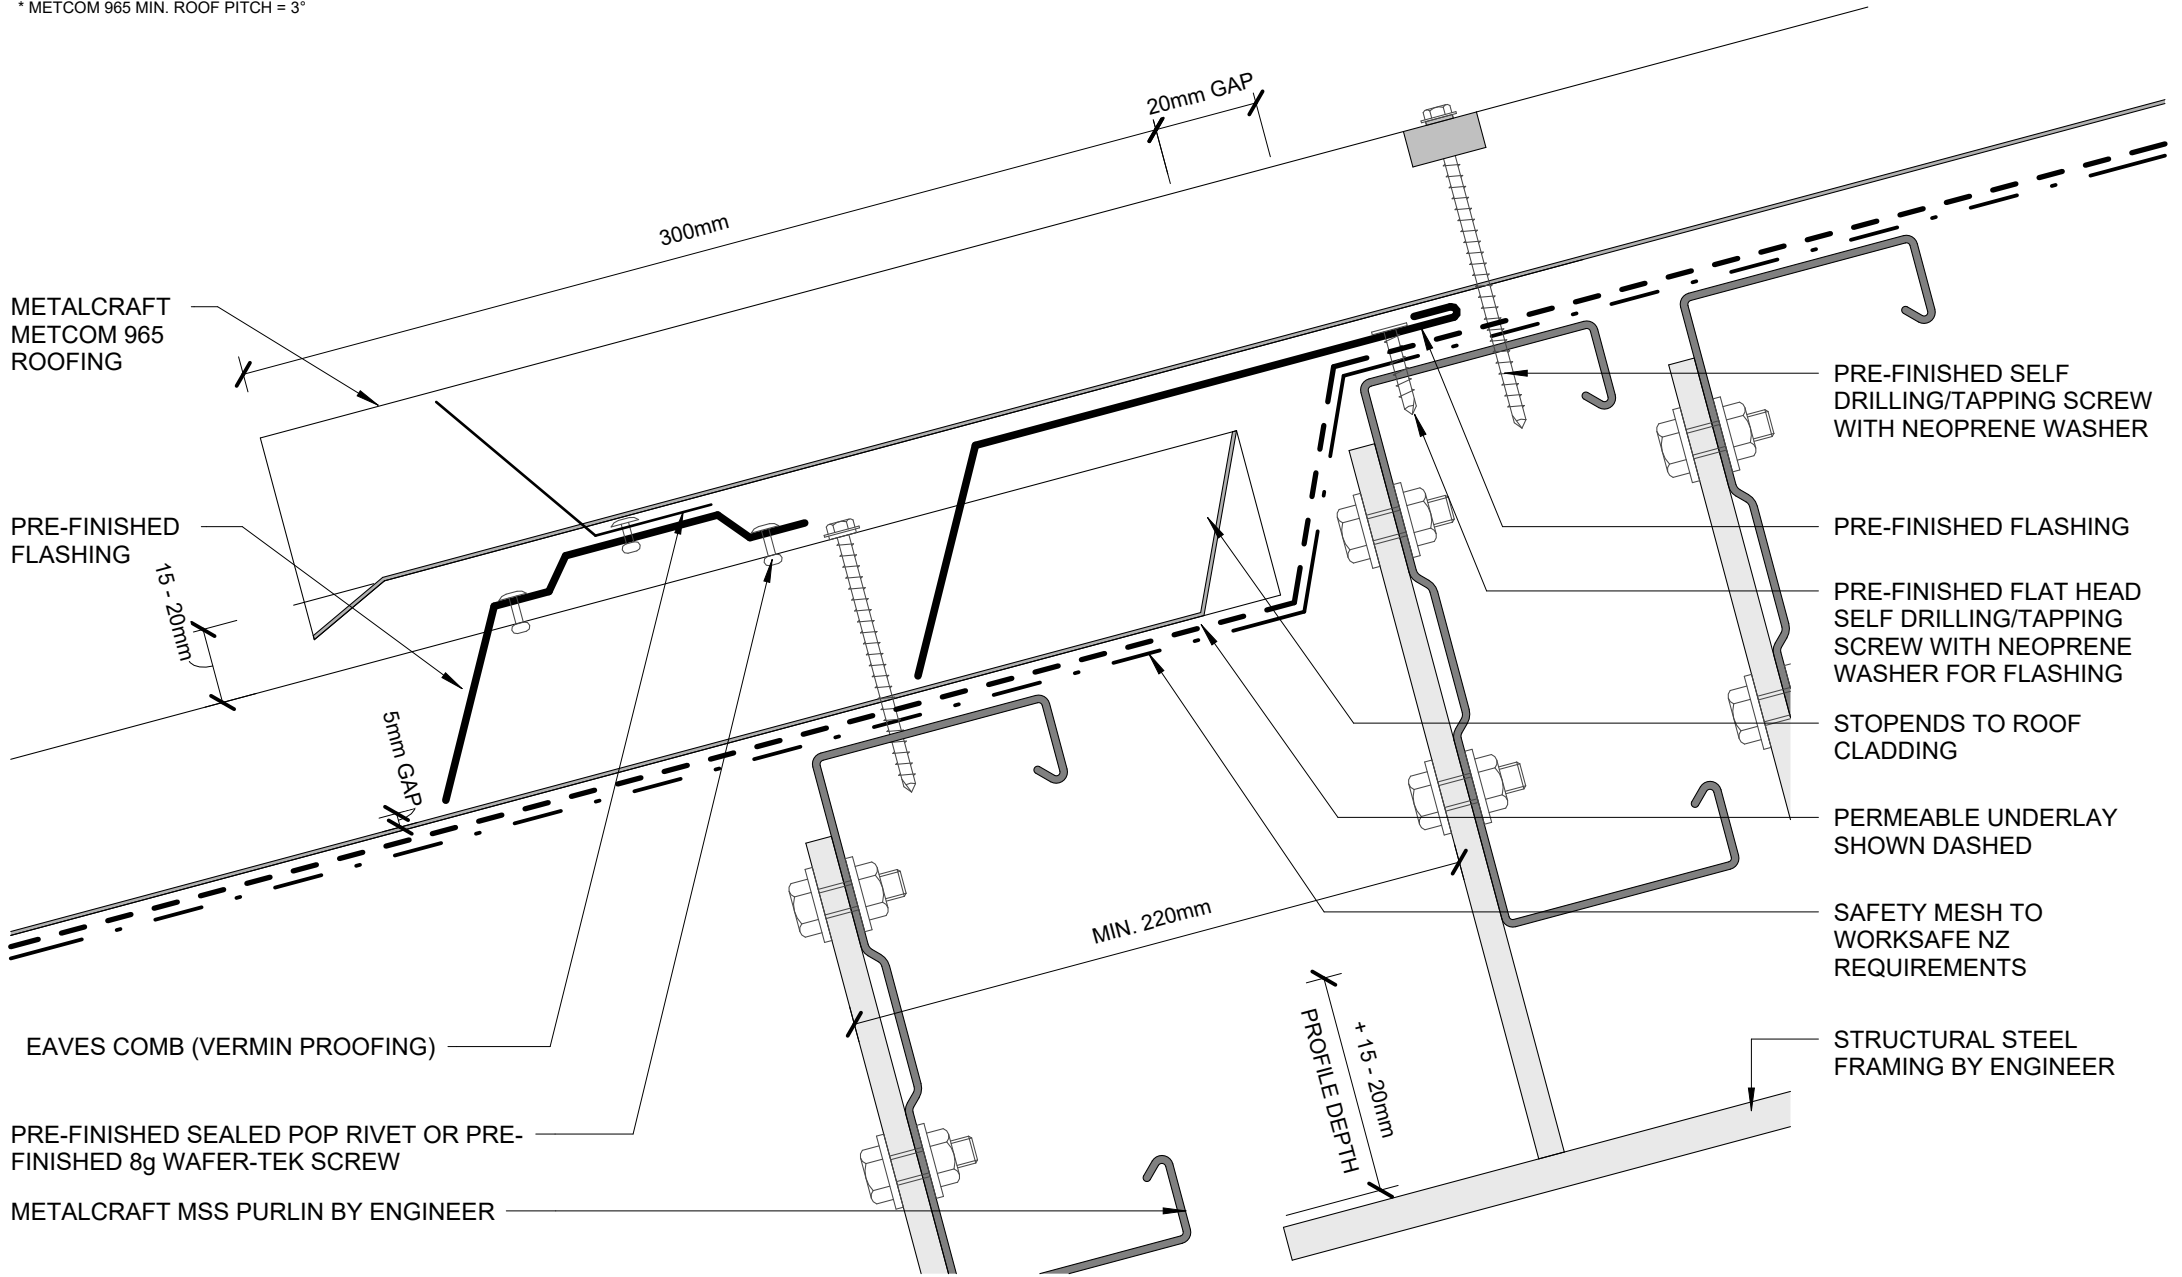 * METCOM 965 MIN. ROOF PITCH = 3°
20mm GAP
300mm
METALCRAFT
METCOM 965
ROOFING
PRE-FINISHED
FLASHING
15 - 20mm
5mm GAP
EAVES COMB (VERMIN PROOFING)
PRE-FINISHED SEALED POP RIVET OR PRE-
FINISHED 8g WAFER-TEK SCREW
METALCRAFT MSS PURLIN BY ENGINEER
MIN. 220mm
PROFILE DEPTH
+ 15 - 20mm
PRE-FINISHED SELF
DRILLING/TAPPING SCREW
WITH NEOPRENE WASHER
PRE-FINISHED FLASHING
PRE-FINISHED FLAT HEAD
SELF DRILLING/TAPPING
SCREW WITH NEOPRENE
WASHER FOR FLASHING
STOPENDS TO ROOF
CLADDING
PERMEABLE UNDERLAY
SHOWN DASHED
SAFETY MESH TO
WORKSAFE NZ
REQUIREMENTS
STRUCTURAL STEEL
FRAMING BY ENGINEER